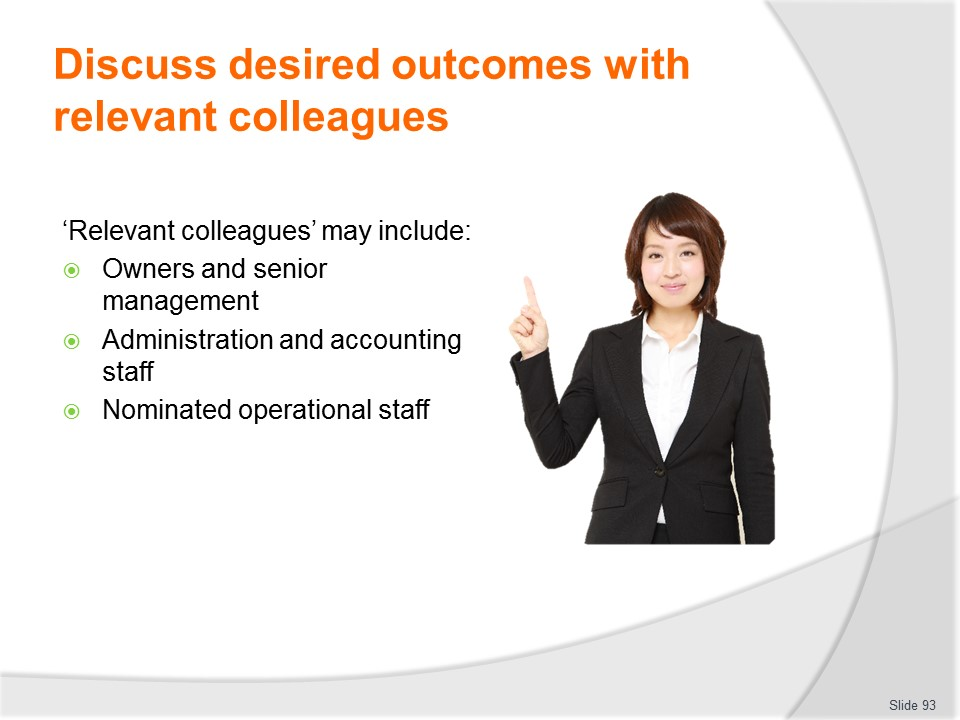 Discuss desired outcomes with
relevant colleagues
‘Relevant colleagues’ may include:
Owners and senior
management
Administration and accounting
staff
Nominated operational staff
Slide 93